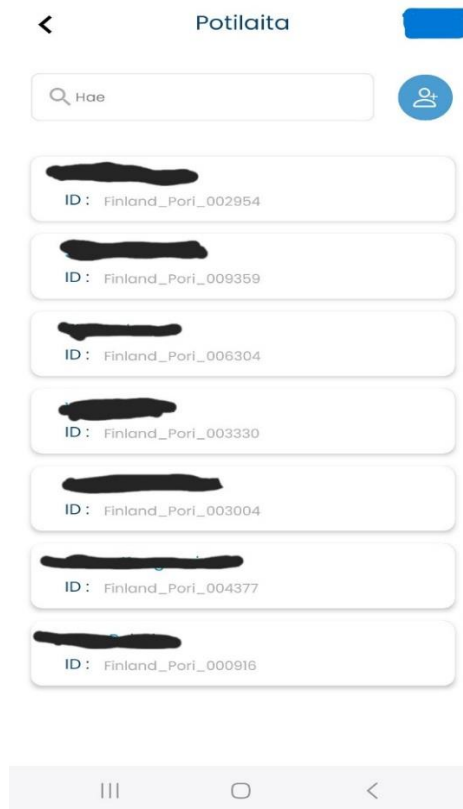 Potilaita
Hae
ID : Finland_Pori_002954
ID : Finland_Pori_009359
ID : Finland_Pori_006304
ID : Finland_Pori_003330
ID : Finland_Pori_003004
ID : Finland_Pori_004377
ID : Finland_Pori_000916